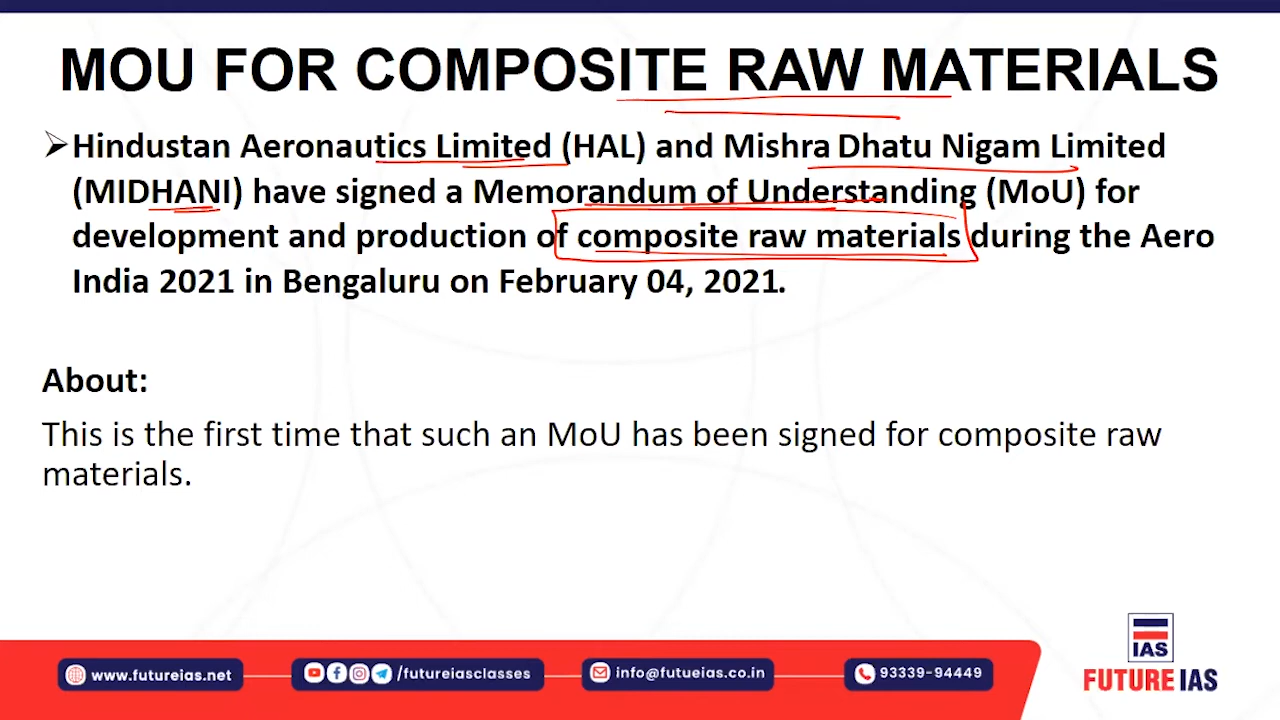 MOU FOR COMPOSITE RAW MATERIALS
Hindustan Aeronautics Limited (HAL) and Mishra Dhatu Nigam Limited
(MIDHANI) have signed a Memorandum of Understanding (MoU) for
development and production of composite raw materials during the Aero
India 2021 in Bengaluru on February 04, 2021.
About:
This is the first time that such an MoU has been signed for composite raw
materials.
www.futureias.net
/futureiasclasses
info@futueias.co.in
93339-94449
IAS
FUTURE IAS